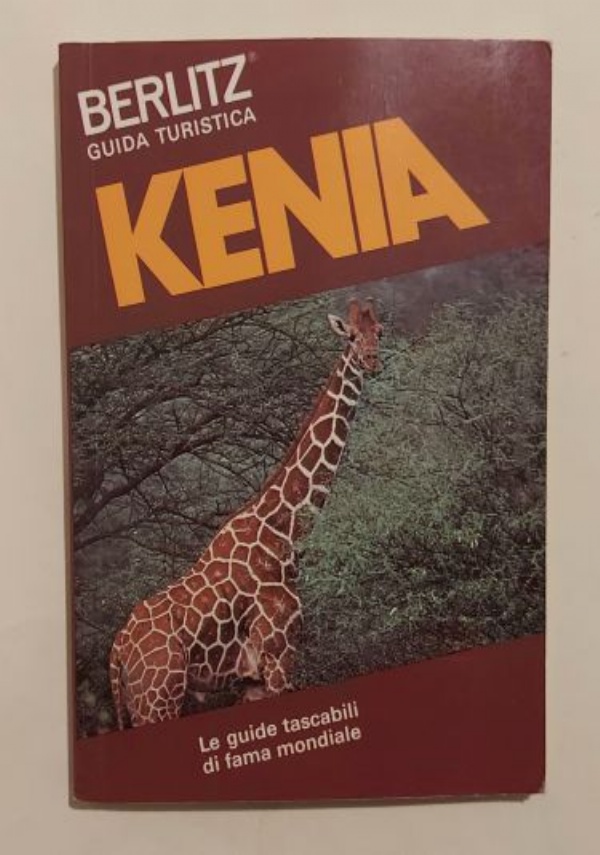 BERLITZ®
GUIDA TURISTICA
KENIA
Le guide tascabili
di fama mondiale